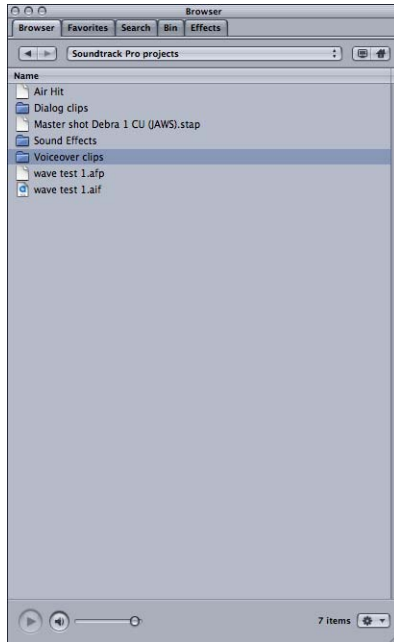 Browser
Browser Favorites Search Bin Effects
Soundtrack Pro projects
Name
Air Hit
Dialog clips
Master shot Debra 1 CU (JAWS).stap
Sound Effects
Voiceover clips
wave test 1.afp
wave test 1.aif
7 items